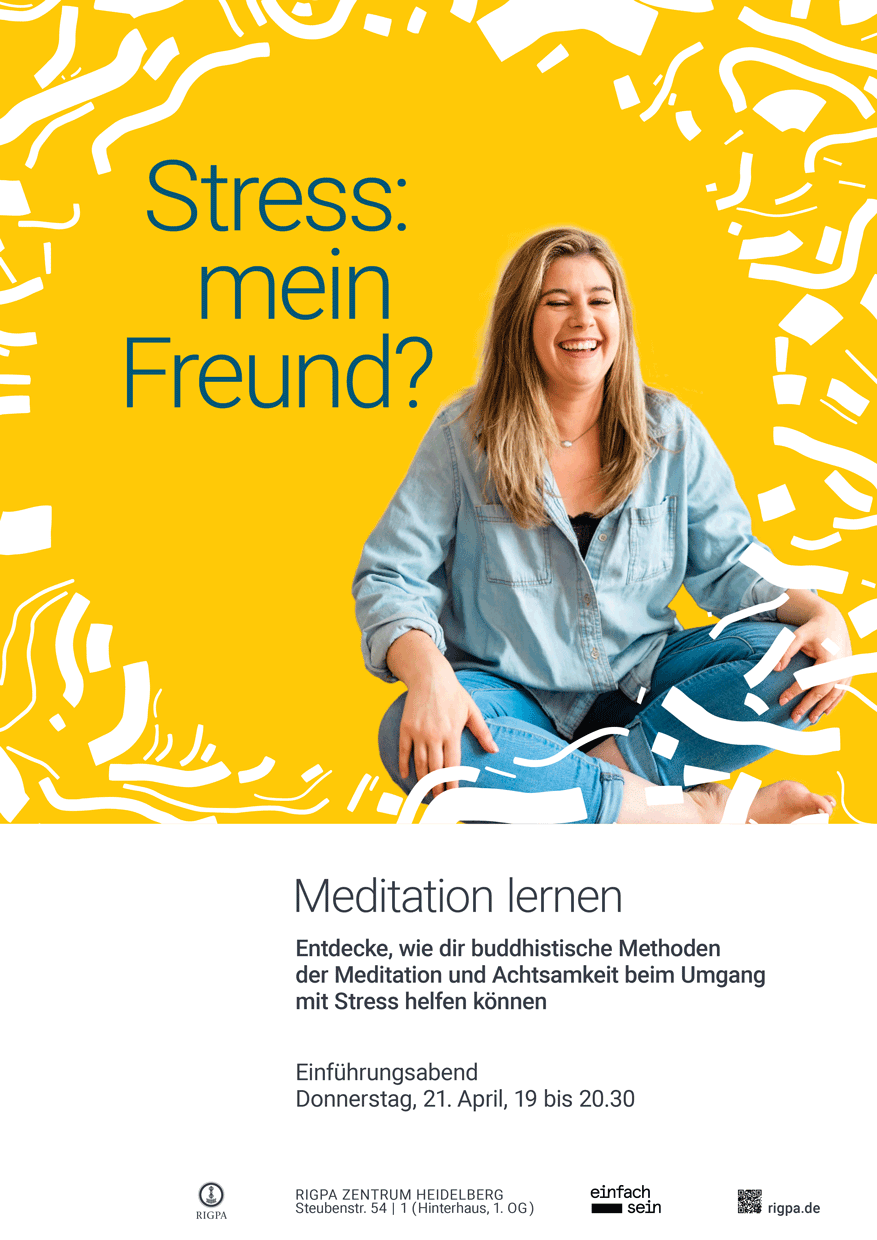 Stress:
mein
Freund?
Meditation lernen
Entdecke, wie dir buddhistische Methoden
der Meditation und Achtsamkeit beim Umgang
mit Stress helfen können
Einführungsabend
Donnerstag, 21. April, 19 bis 20.30
RIGPA
RIGPA ZENTRUM HEIDELBERG
Steubenstr. 54 | 1 (Hinterhaus, 1. OG)
einfach
sein
rigpa.de